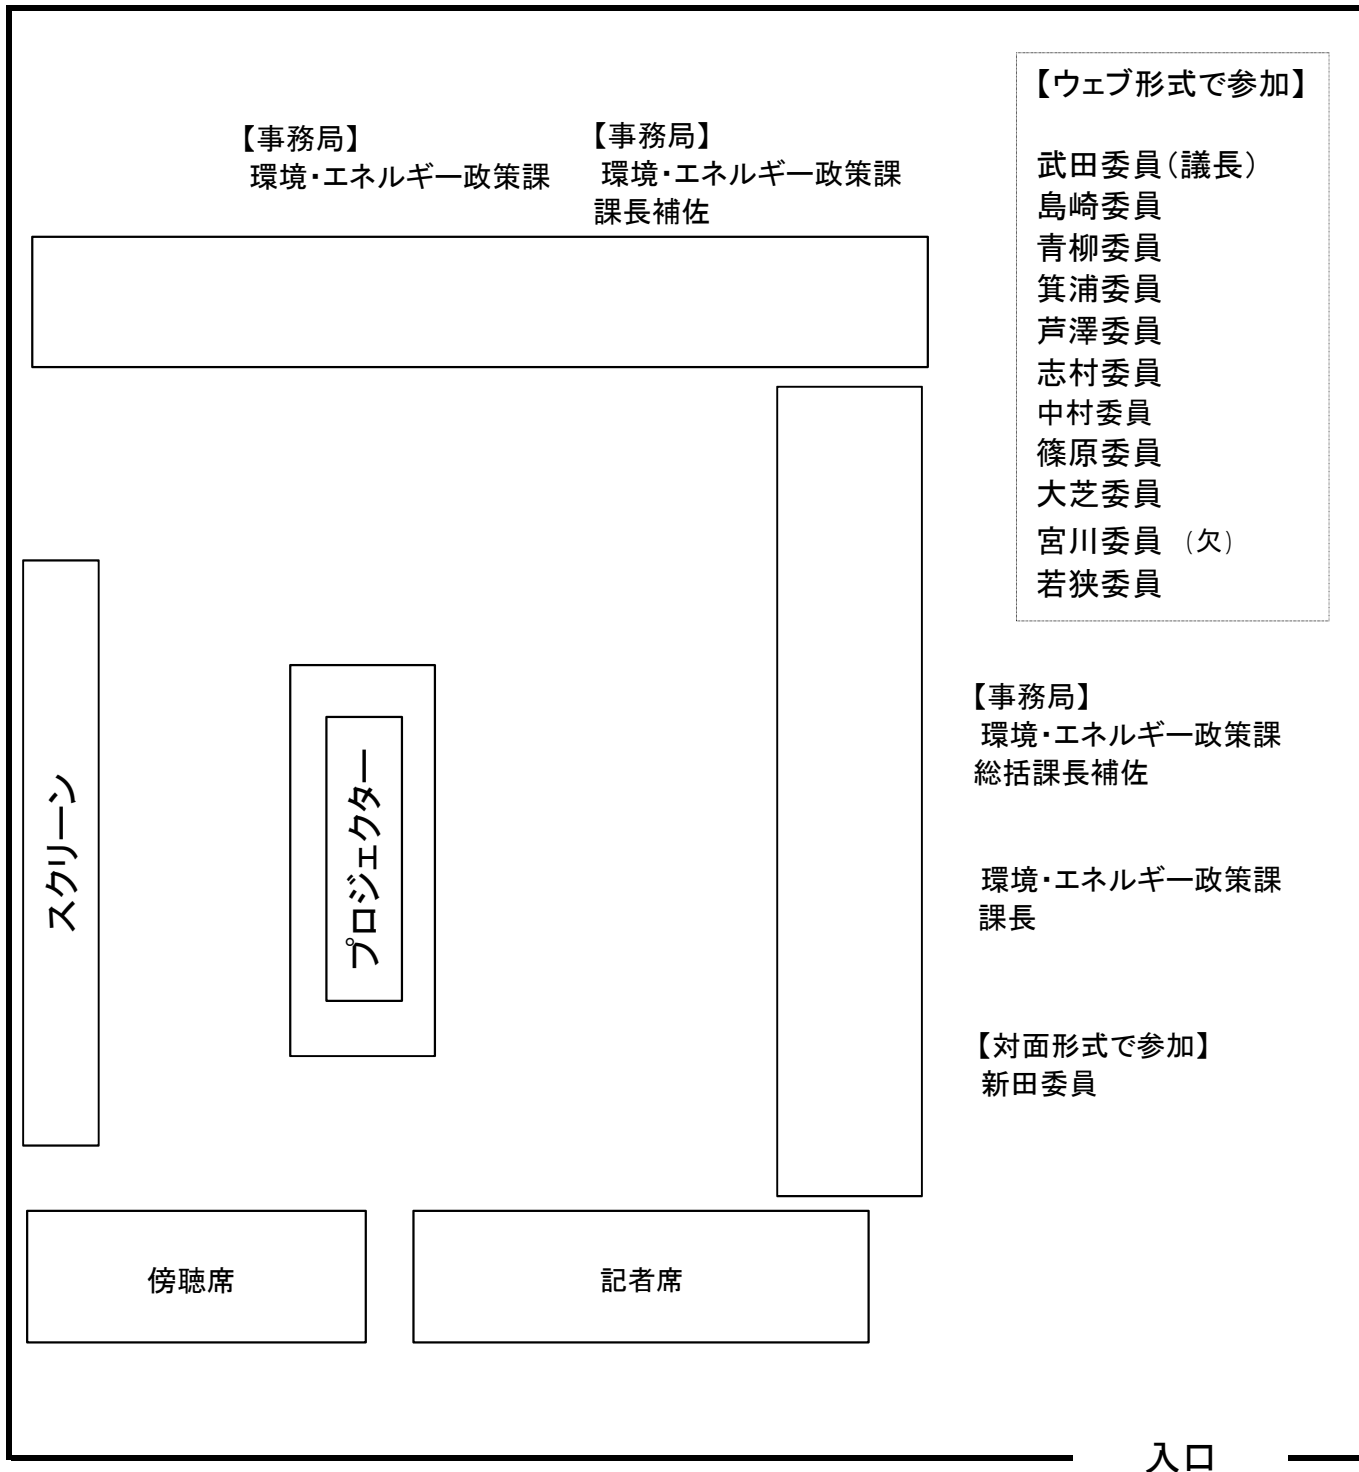 【ウェブ形式で参加】
武田委員(議長)
島崎委員
青柳委員
箕浦委員
芦澤委員
志村委員
中村委員
篠原委員
大芝委員
宮川委員 (欠)
若狭委員
【事務局】
環境・エネルギー政策課
【事務局】
環境・エネルギー政策課
課長補佐
【事務局】
環境・エネルギー政策課
総括課長補佐
環境・エネルギー政策課
課長
【対面形式で参加】
新田委員
スクリーン
プロジェクター
傍聴席
記者席
入口